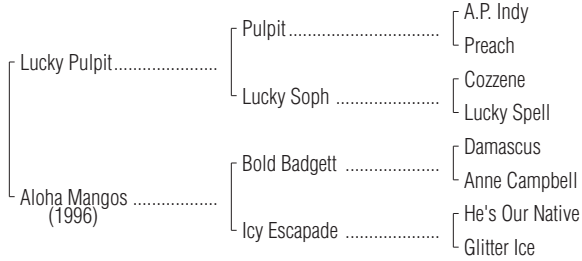 A.P. Indy
Pulpit
Preach
Lucky Pulpit
Cozzene
Lucky Soph
Lucky Spell
Damascus
Bold Badgett
Anne Campbell
Aloha Mangos
(1996)
He's Our Native
Icy Escapade
Glitter Ice